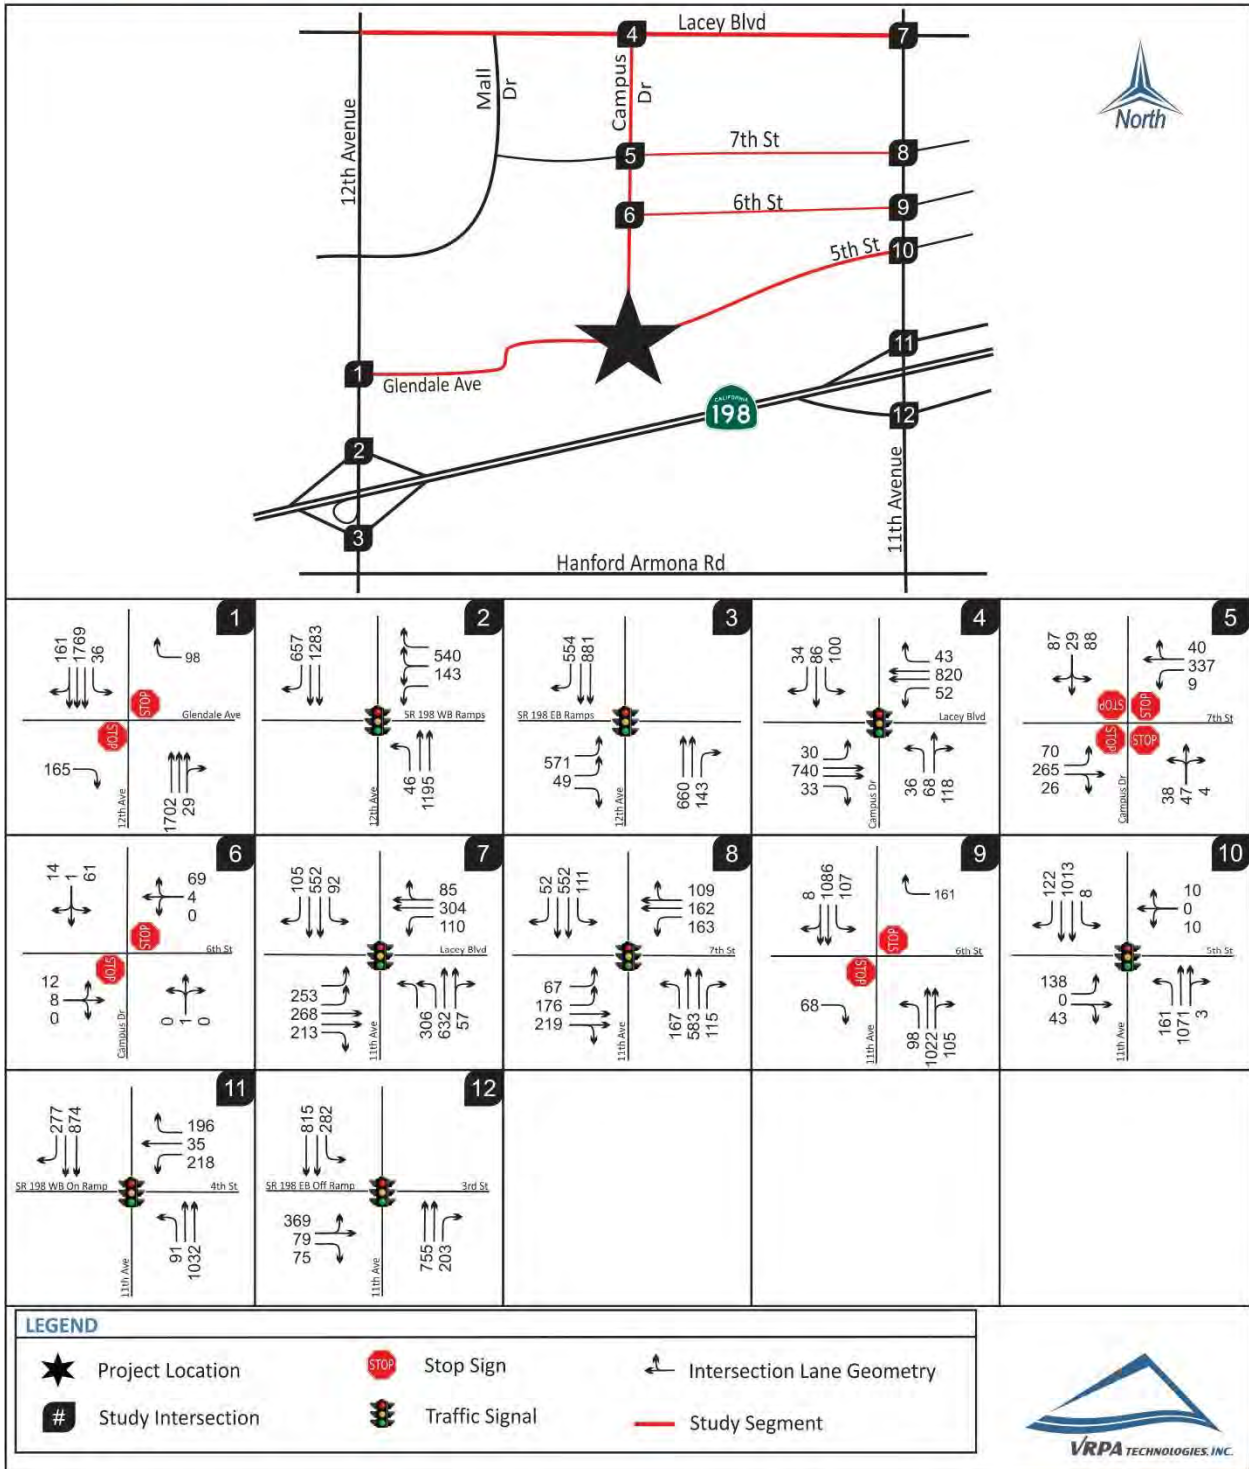 Lacey Blvd
4
7
Mall Dr
Campus Dr
12th Avenue
North
7th St
5
8
6th St
6
9
5th St
10
1
Glendale Ave
11
CALIFORNIA
198
12
2
3
11th Avenue
Hanford Armona Rd
1
161
1769
36
98
STOP
Glendale Ave
STOP
165
12th Ave
1702
29
2
657
1283
540
143
SR 198 WB Ramps
12th Ave
46
1195
3
554
881
SR 198 EB Ramps
571
49
12th Ave
660
143
4
34
86
100
43
820
52
Lacey Blvd
30
740
33
Campus Dr
36
68
118
5
87
29
88
40
337
9
STOP
STOP
7th St
STOP
STOP
70
265
26
Campus Dr
38
47
4
6
14
1
61
69
4
0
STOP
6th St
STOP
12
8
0
Campus Dr
0
1
0
7
105
552
92
85
304
110
Lacey Blvd
253
268
213
11th Ave
306
632
57
8
52
552
111
109
162
163
7th St
67
176
219
11th Ave
167
583
115
9
8
1086
107
161
STOP
6th St
STOP
68
11th Ave
98
1022
105
10
122
1013
8
10
0
10
5th St
138
0
43
11th Ave
161
1071
3
11
277
874
196
35
218
SR 198 WB On Ramp
4th St
11th Ave
91
1032
12
815
282
SR 198 EB Off Ramp
3rd St
369
79
75
11th Ave
755
203
LEGEND
Project Location
STOP
Stop Sign
Intersection Lane Geometry
#
Study Intersection
Traffic Signal
Study Segment
VRPA TECHNOLOGIES, INC.